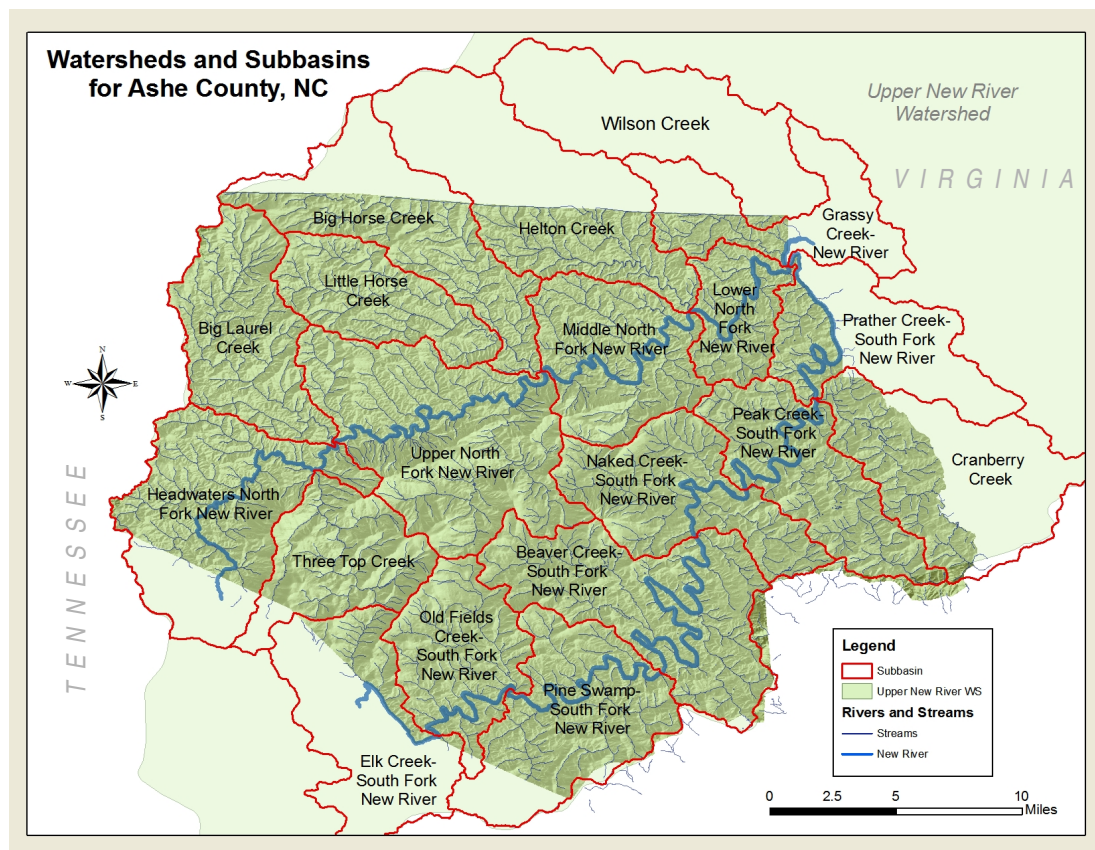 Watersheds and Subbasins
for Ashe County, NC
Upper New River
Watershed
Wilson Creek
VIRGINIA
Grassy
Creek-
New River
Big Horse Creek
Helton Creek
Little Horse
Creek
Lower
North
Fork
New River
Big Laurel
Creek
Middle North
Fork New River
Prather Creek-
South Fork
New River
N
W
E
S
Peak Creek-
South Fork
New River
Upper North
Fork New River
Naked Creek-
South Fork
New River
Cranberry
Creek
Headwaters North
Fork New River
TENNESSEE
Three Top Creek
Beaver Creek-
South Fork
New River
Old Fields
Creek-
South Fork
New River
Pine Swamp-
South Fork
New River
Elk Creek-
South Fork
New River
Legend
Subbasin
Upper New River WS
Rivers and Streams
Streams
New River
0 2.5 5 10
Miles